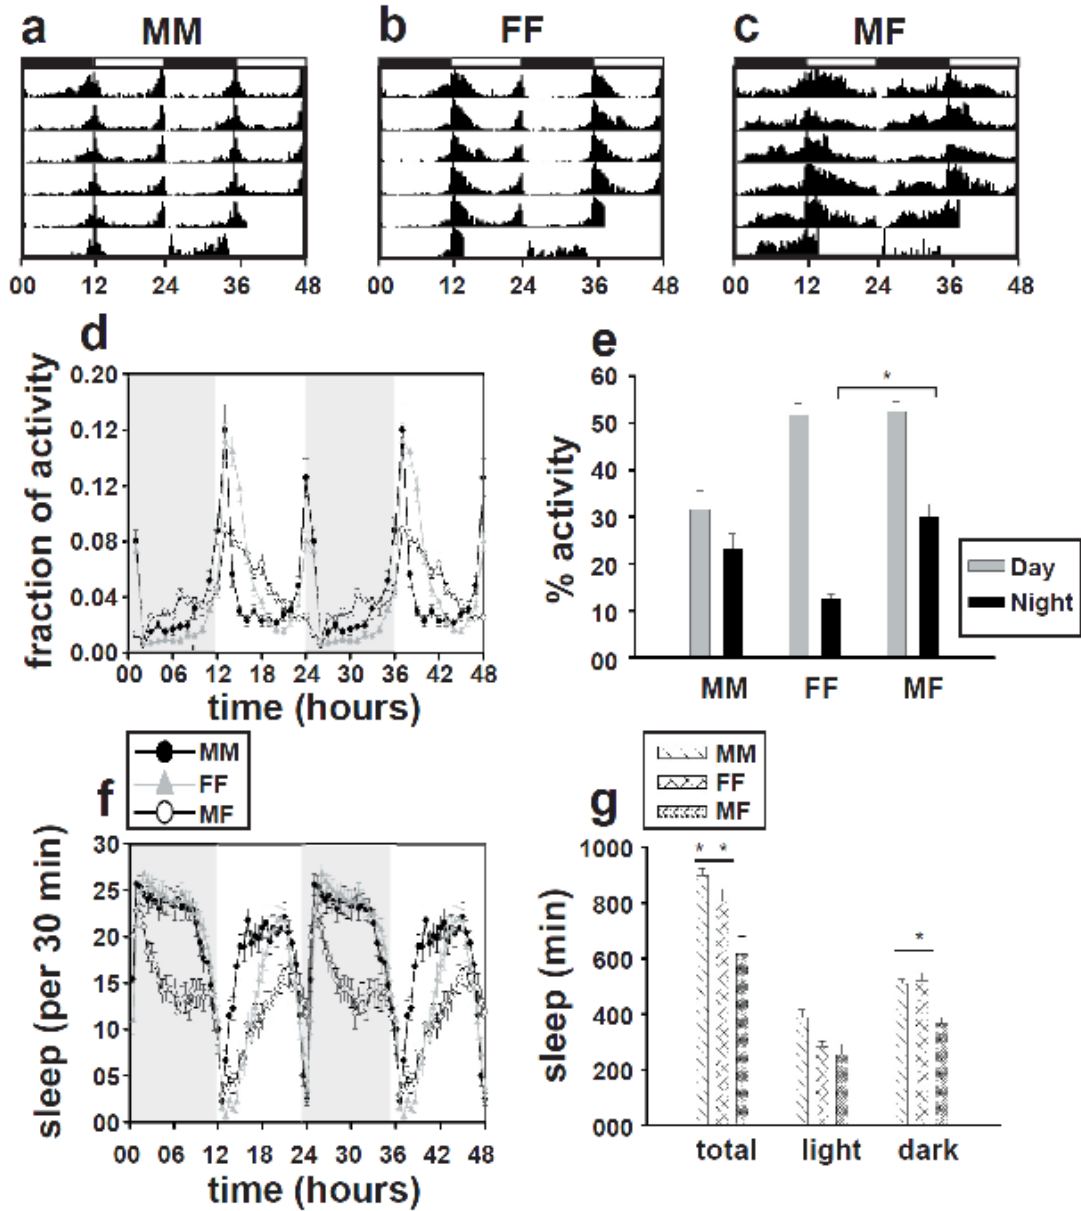 a MM
b FF
c MF
00 12 24 36 48
00 12 24 36 48
00 12 24 36 48
d
fraction of activity
0.20
0.12
0.12
0.08
0.04
0.00
00 06 12 18 24 30 36 42 48
time (hours)
e
% activity
60
50
40
30
20
10
00
*
MM FF MF
Day
Night
MM
FF
MF
f
sleep (per 30 min)
30
25
20
15
10
05
00
00 06 12 18 24 30 36 42 48
time (hours)
MM
FF
MF
g
sleep (min)
1000
800
600
400
200
000
* *
*
total light dark